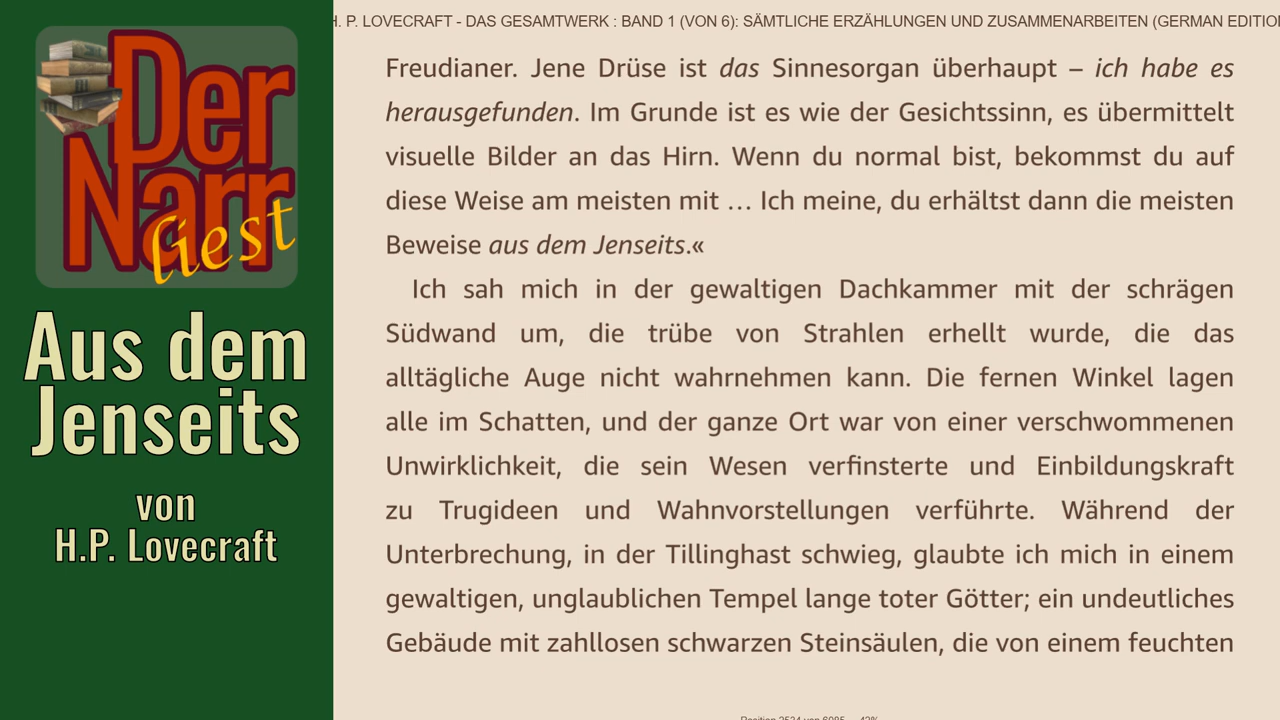 Der
Narr
liest
Aus dem
Jenseits
von
H.P. Lovecraft
H. P. LOVECRAFT - DAS GESAMTWERK : BAND 1 (VON 6): SÄMTLICHE ERZÄHLUNGEN UND ZUSAMMENARBEITEN (GERMAN EDITION
Freudianer. Jene Drüse ist das Sinnesorgan überhaupt – ich habe es
herausgefunden. Im Grunde ist es wie der Gesichtssinn, es übermittelt
visuelle Bilder an das Hirn. Wenn du normal bist, bekommst du auf
diese Weise am meisten mit … Ich meine, du erhältst dann die meisten
Beweise aus dem Jenseits.«
Ich sah mich in der gewaltigen Dachkammer mit der schrägen
Südwand um, die trübe von Strahlen erhellt wurde, die das
alltägliche Auge nicht wahrnehmen kann. Die fernen Winkel lagen
alle im Schatten, und der ganze Ort war von einer verschwommenen
Unwirklichkeit, die sein Wesen verfinsterte und Einbildungskraft
zu Trugideen und Wahnvorstellungen verführte. Während der
Unterbrechung, in der Tillinghast schwieg, glaubte ich mich in einem
gewaltigen, unglaublichen Tempel lange toter Götter; ein undeutliches
Gebäude mit zahllosen schwarzen Steinsäulen, die von einem feuchten